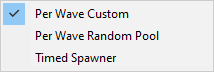 Per Wave Custom
Per Wave Random Pool
Timed Spawner